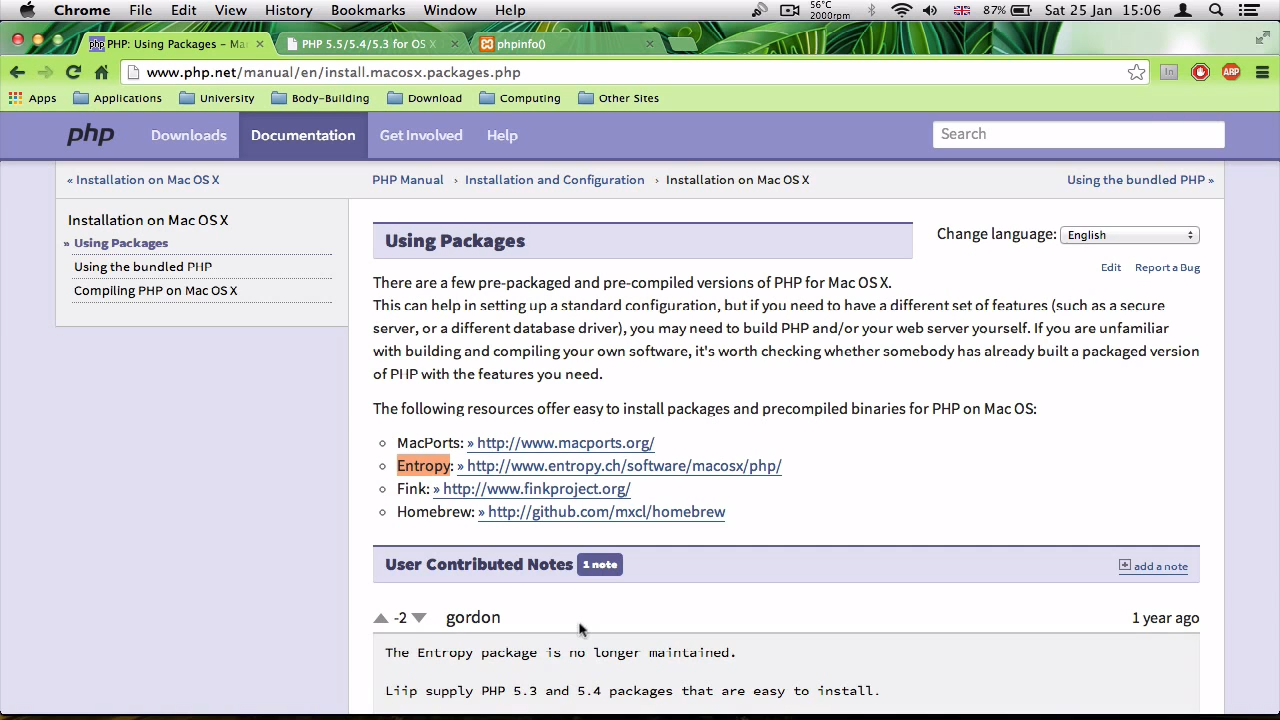 Chrome File Edit View History Bookmarks Window Help 56°C 2000rpm 87% Sat 25 Jan 15:06
php PHP: Using Packages – Ma PHP 5.5/5.4/5.3 for OS X phpinfo()
www.php.net/manual/en/install.macosx.packages.php In ABP
Apps Applications University Body-Building Download Computing Other Sites
php Downloads Documentation Get Involved Help Search
« Installation on Mac OS X PHP Manual › Installation and Configuration › Installation on Mac OS X Using the bundled PHP »
Installation on Mac OS X
» Using Packages
Using the bundled PHP
Compiling PHP on Mac OS X
Using Packages
Change language: English
Edit Report a Bug
There are a few pre-packaged and pre-compiled versions of PHP for Mac OS X.
This can help in setting up a standard configuration, but if you need to have a different set of features (such as a secure
server, or a different database driver), you may need to build PHP and/or your web server yourself. If you are unfamiliar
with building and compiling your own software, it's worth checking whether somebody has already built a packaged version
of PHP with the features you need.
The following resources offer easy to install packages and precompiled binaries for PHP on Mac OS:
MacPorts: » http://www.macports.org/
Entropy: » http://www.entropy.ch/software/macosx/php/
Fink: » http://www.finkproject.org/
Homebrew: » http://github.com/mxcl/homebrew
User Contributed Notes 1 note add a note
-2 gordon 1 year ago
The Entropy package is no longer maintained.
Liip supply PHP 5.3 and 5.4 packages that are easy to install.